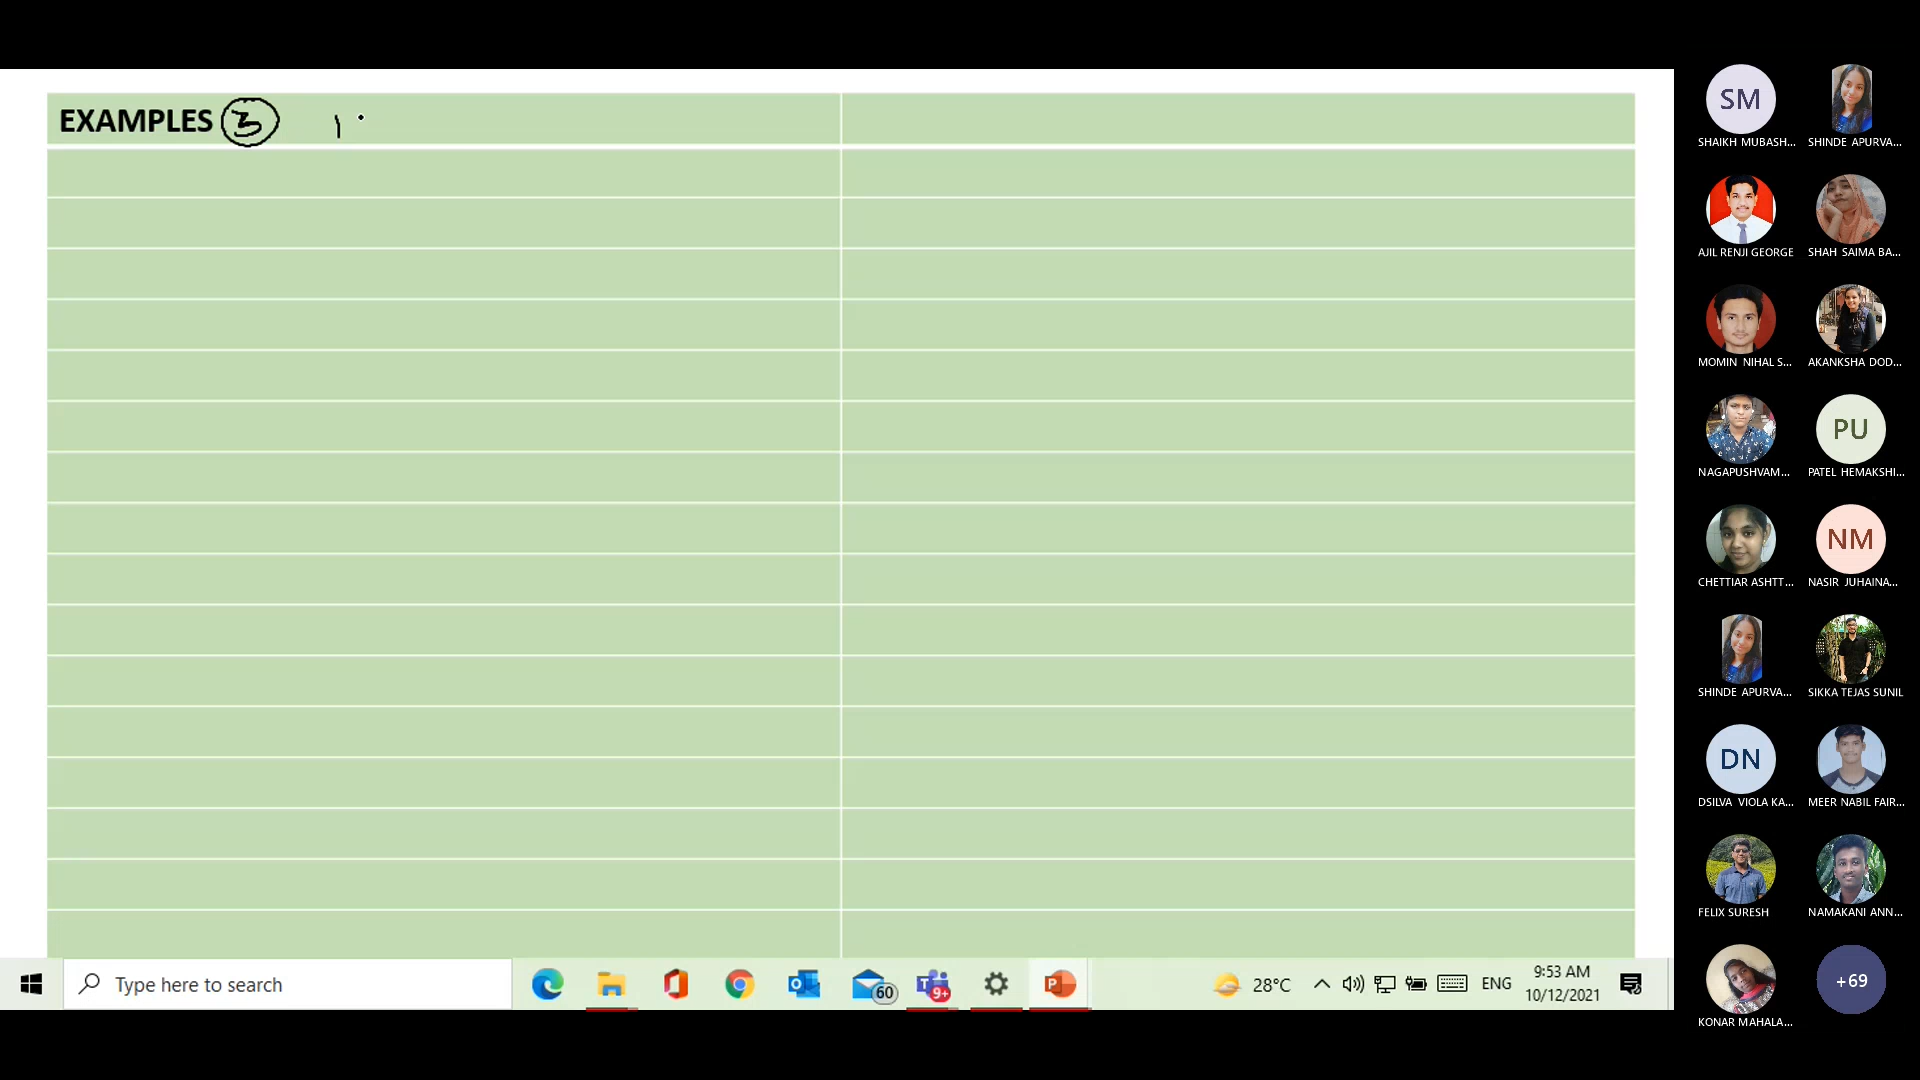 EXAMPLES 3 1
SM
SHAIKH MUBASH...
SHINDE APURVA...
AJIL RENJI GEORGE
SHAH SAIMA BA...
MOMIN NIHAL S...
AKANKSHA DOD...
NAGAPUSHVAM...
PU
PATEL HEMAKSHI...
CHETTIAR ASHTT...
NM
NASIR JUHAINA...
SHINDE APURVA...
SIKKA TEJAS SUNIL
DN
DSILVA VIOLA KA...
MEER NABIL FAIR...
FELIX SURESH
NAMAKANI ANN...
KONAR MAHALA...
+69
Type here to search
60
9+
28°C
ENG
9:53 AM
10/12/2021